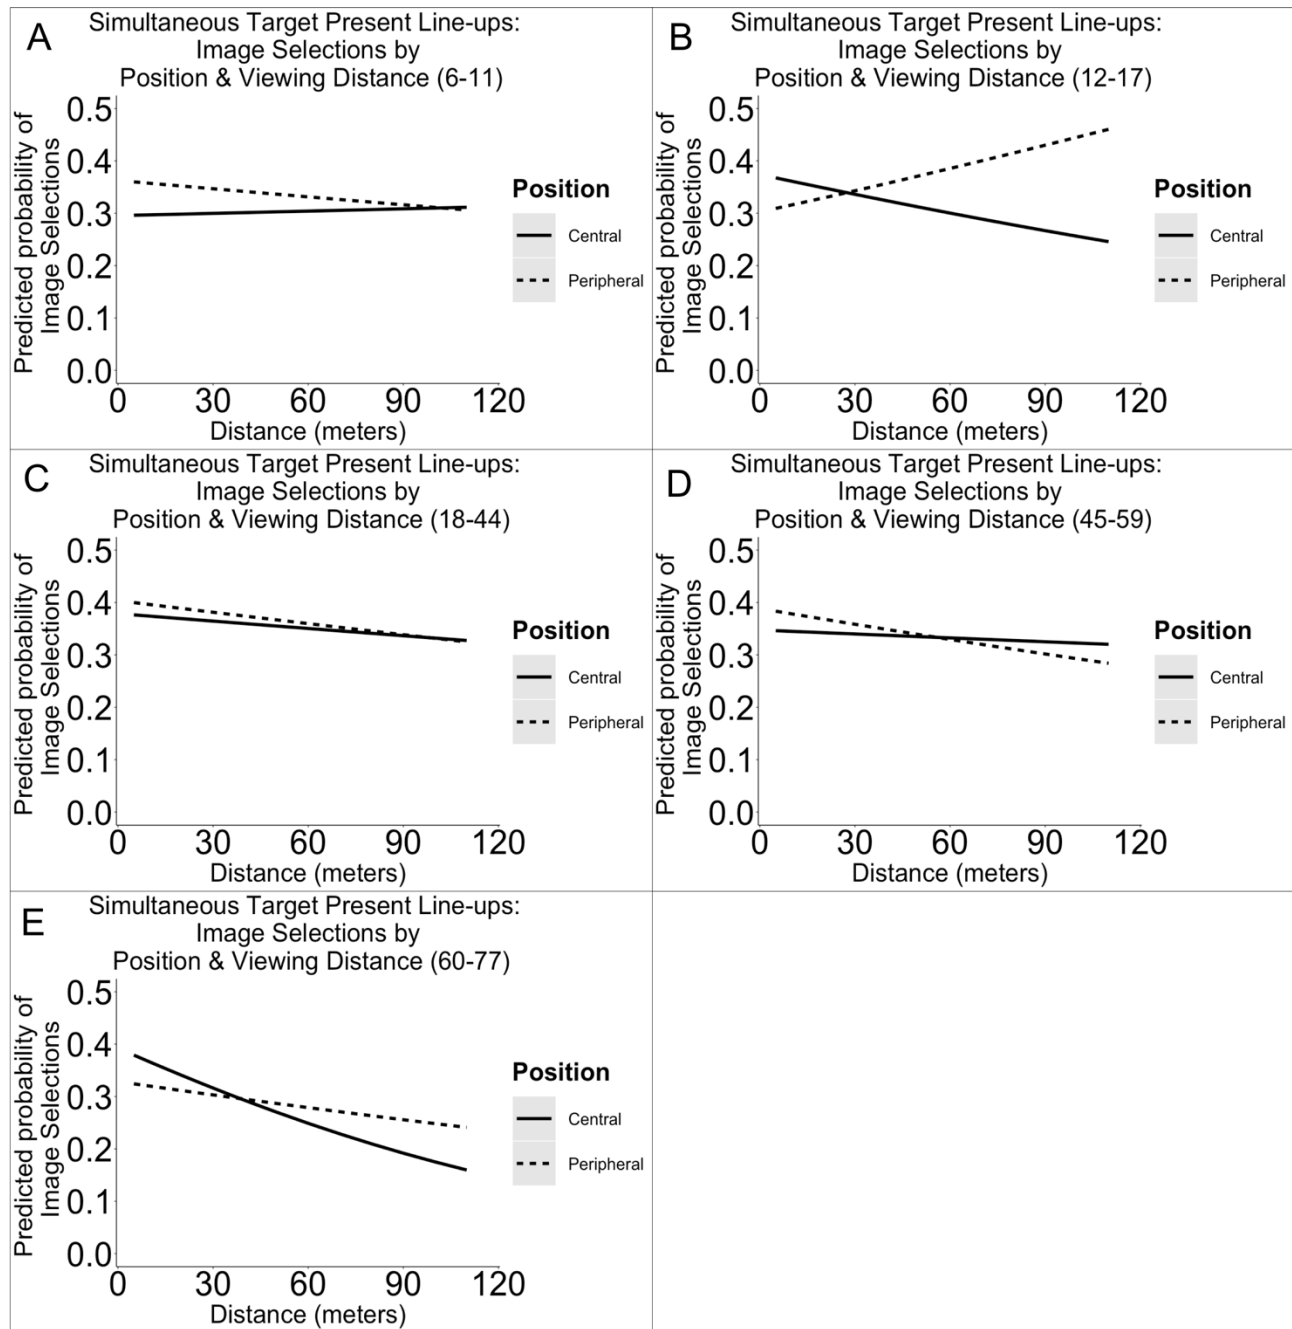 A
Simultaneous Target Present Line-ups:
Image Selections by
Position & Viewing Distance (6-11)
Predicted probability of
Image Selections
0.5
0.4
0.3
0.2
0.1
0.0
0 30 60 90 120
Distance (meters)
Position
Central
Peripheral
B
Simultaneous Target Present Line-ups:
Image Selections by
Position & Viewing Distance (12-17)
Predicted probability of
Image Selections
0.5
0.4
0.3
0.2
0.1
0.0
0 30 60 90 120
Distance (meters)
Position
Central
Peripheral
C
Simultaneous Target Present Line-ups:
Image Selections by
Position & Viewing Distance (18-44)
Predicted probability of
Image Selections
0.5
0.4
0.3
0.2
0.1
0.0
0 30 60 90 120
Distance (meters)
Position
Central
Peripheral
D
Simultaneous Target Present Line-ups:
Image Selections by
Position & Viewing Distance (45-59)
Predicted probability of
Image Selections
0.5
0.4
0.3
0.2
0.1
0.0
0 30 60 90 120
Distance (meters)
Position
Central
Peripheral
E
Simultaneous Target Present Line-ups:
Image Selections by
Position & Viewing Distance (60-77)
Predicted probability of
Image Selections
0.5
0.4
0.3
0.2
0.1
0.0
0 30 60 90 120
Distance (meters)
Position
Central
Peripheral